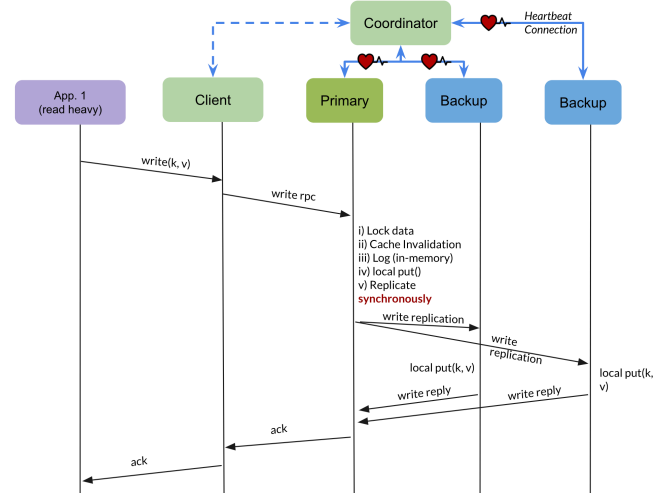 Coordinator
Heartbeat
Connection
App. 1
(read heavy)
Client
Primary
Backup
Backup
write(k, v)
write rpc
i) Lock data
ii) Cache Invalidation
iii) Log (in-memory)
iv) local put()
v) Replicate
synchronously
write replication
write
replication
local put(k, v)
local put(k,
v)
write reply
write reply
ack
ack